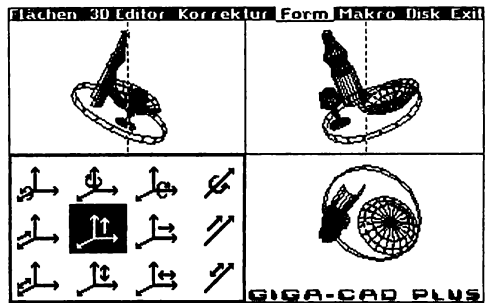 Flächen 3D Editor Korrektur Form Makro Disk Exit
GIGA-CAD PLUS